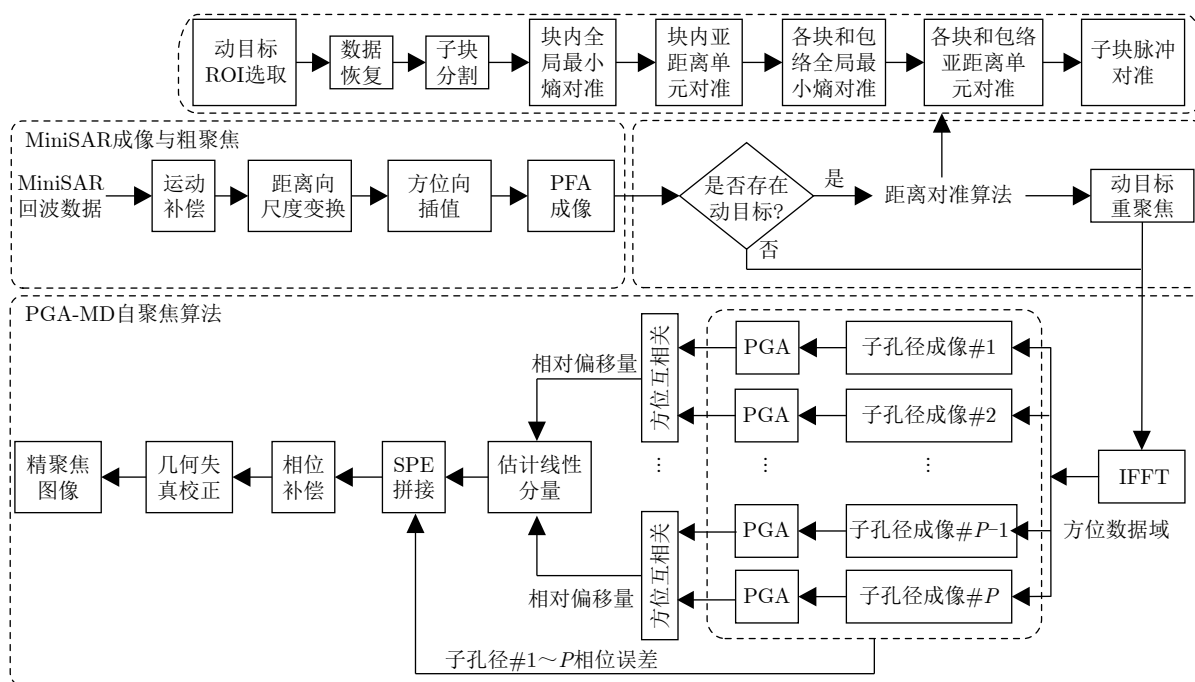 动目标
ROI选取
数据
恢复
子块
分割
块内全
局最小
熵对准
块内亚
距离单
元对准
各块和包
络全局最
小熵对准
各块和包络
亚距离单
元对准
子块脉冲
对准
MiniSAR成像与粗聚焦
MiniSAR
回波数据
运动
补偿
距离向
尺度变换
方位向
插值
PFA
成像
是否存在
动目标?
是
否
距离对准算法
动目标
重聚焦
PGA-MD自聚焦算法
精聚焦
图像
几何失
真校正
相位
补偿
SPE
拼接
估计线性
分量
相对偏移量
相对偏移量
方位互相关
方位互相关
⋯
PGA
子孔径成像#1
PGA
子孔径成像#2
⋯
⋯
PGA
子孔径成像#P–1
PGA
子孔径成像#P
IFFT
方位数据域
子孔径#1~P相位误差